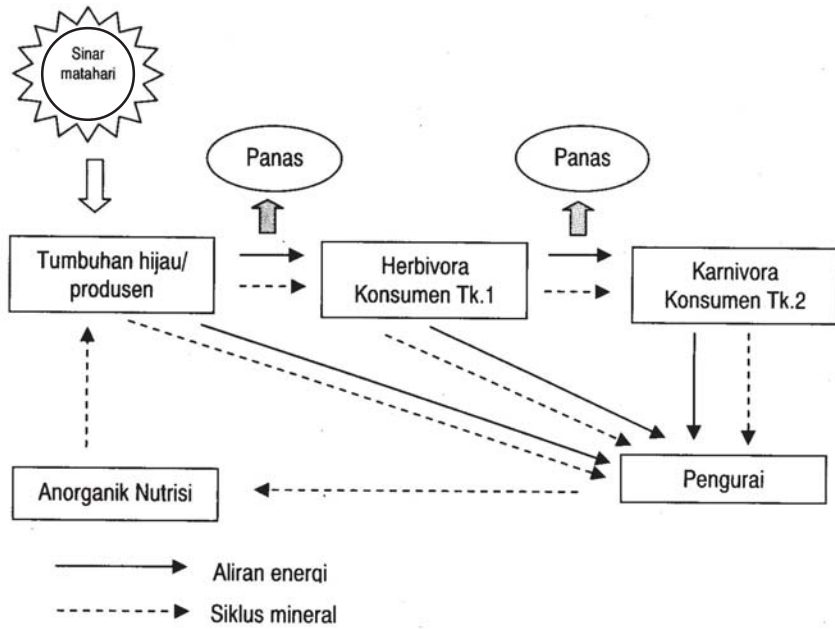 Sinar
matahari
Panas
Panas
Tumbuhan hijau/
produsen
Herbivora
Konsumen Tk.1
Karnivora
Konsumen Tk.2
Anorganik Nutrisi
Pengurai
Aliran energi
Siklus mineral